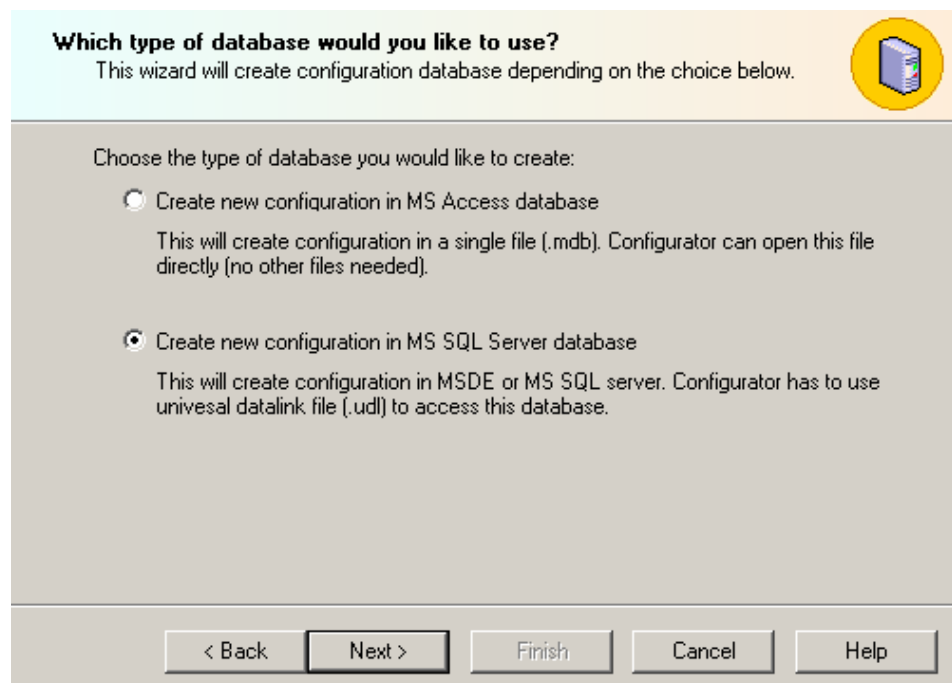 Which type of database would you like to use?
This wizard will create configuration database depending on the choice below.
Choose the type of database you would like to create:
Create new configuration in MS Access database
This will create configuration in a single file (.mdb). Configurator can open this file
directly (no other files needed).
Create new configuration in MS SQL Server database
This will create configuration in MSDE or MS SQL server. Configurator has to use
univesal datalink file (.udl) to access this database.
< Back
Next >
Finish
Cancel
Help